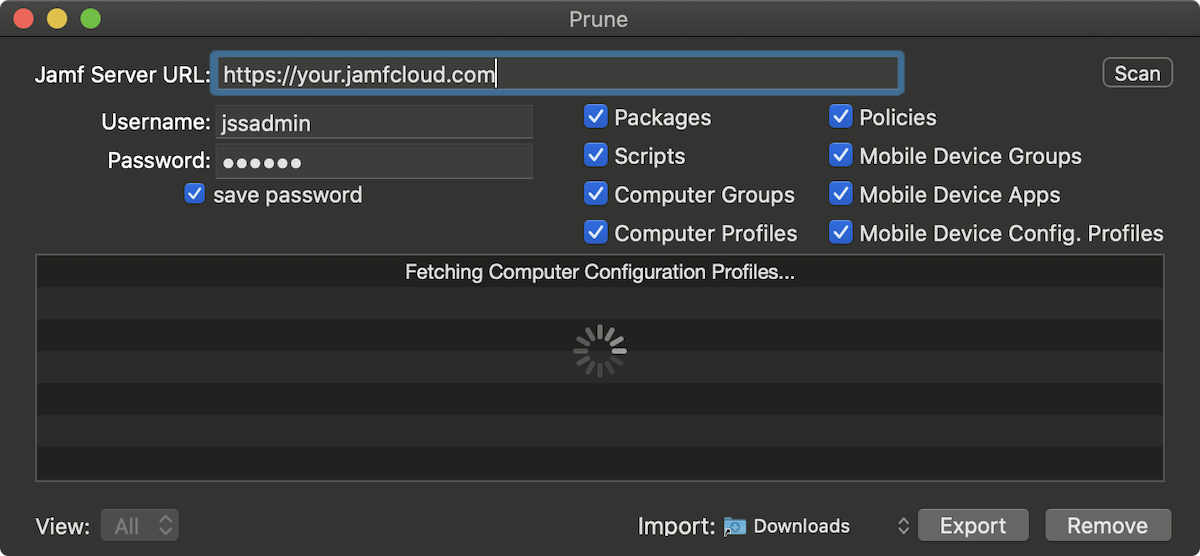 Prune
Jamf Server URL: https://your.jamfcloud.com Scan
Username: jssadmin Packages Policies
Password: ●●●●●● Scripts Mobile Device Groups
save password Computer Groups Mobile Device Apps
Computer Profiles Mobile Device Config. Profiles
Fetching Computer Configuration Profiles...
View: All Import: Downloads Export Remove